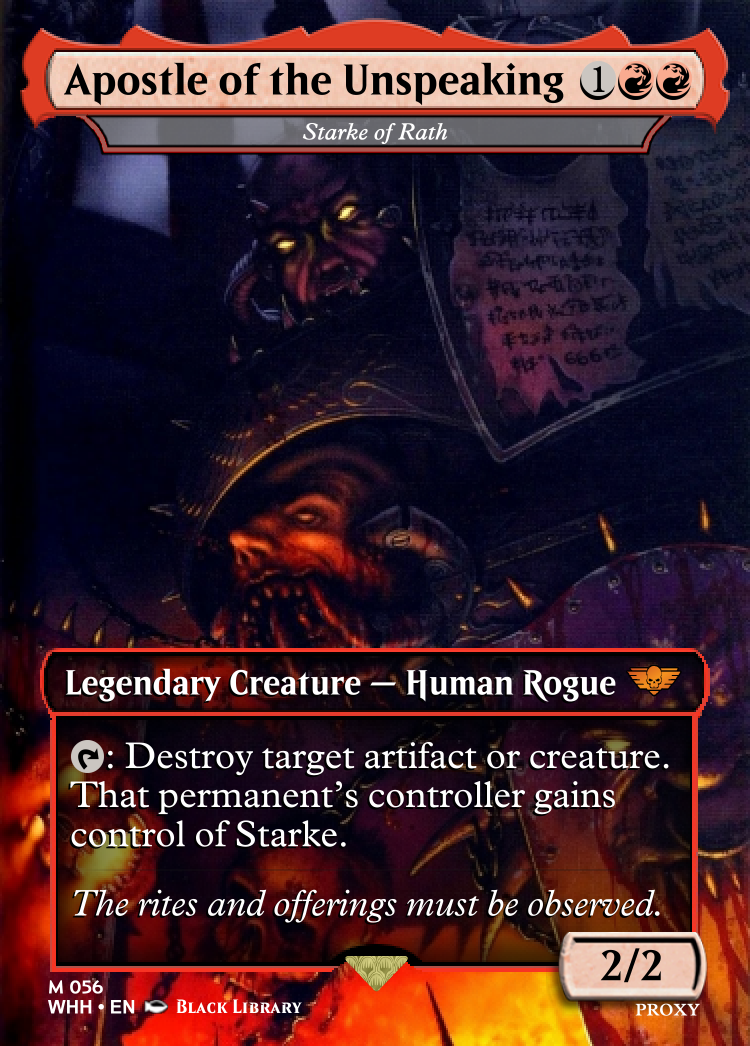 Apostle of the Unspeaking 1
Starke of Rath
666
Legendary Creature — Human Rogue
: Destroy target artifact or creature.
That permanent's controller gains
control of Starke.
The rites and offerings must be observed.
2/2
M 056
WHH • EN BLACK LIBRARY
PROXY